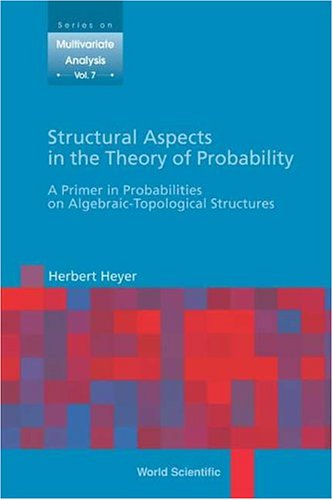 Series on
Multivariate
Analysis
Vol. 7
Structural Aspects
in the Theory of Probability
A Primer in Probabilities
on Algebraic-Topological Structures
Herbert Heyer
World Scientific